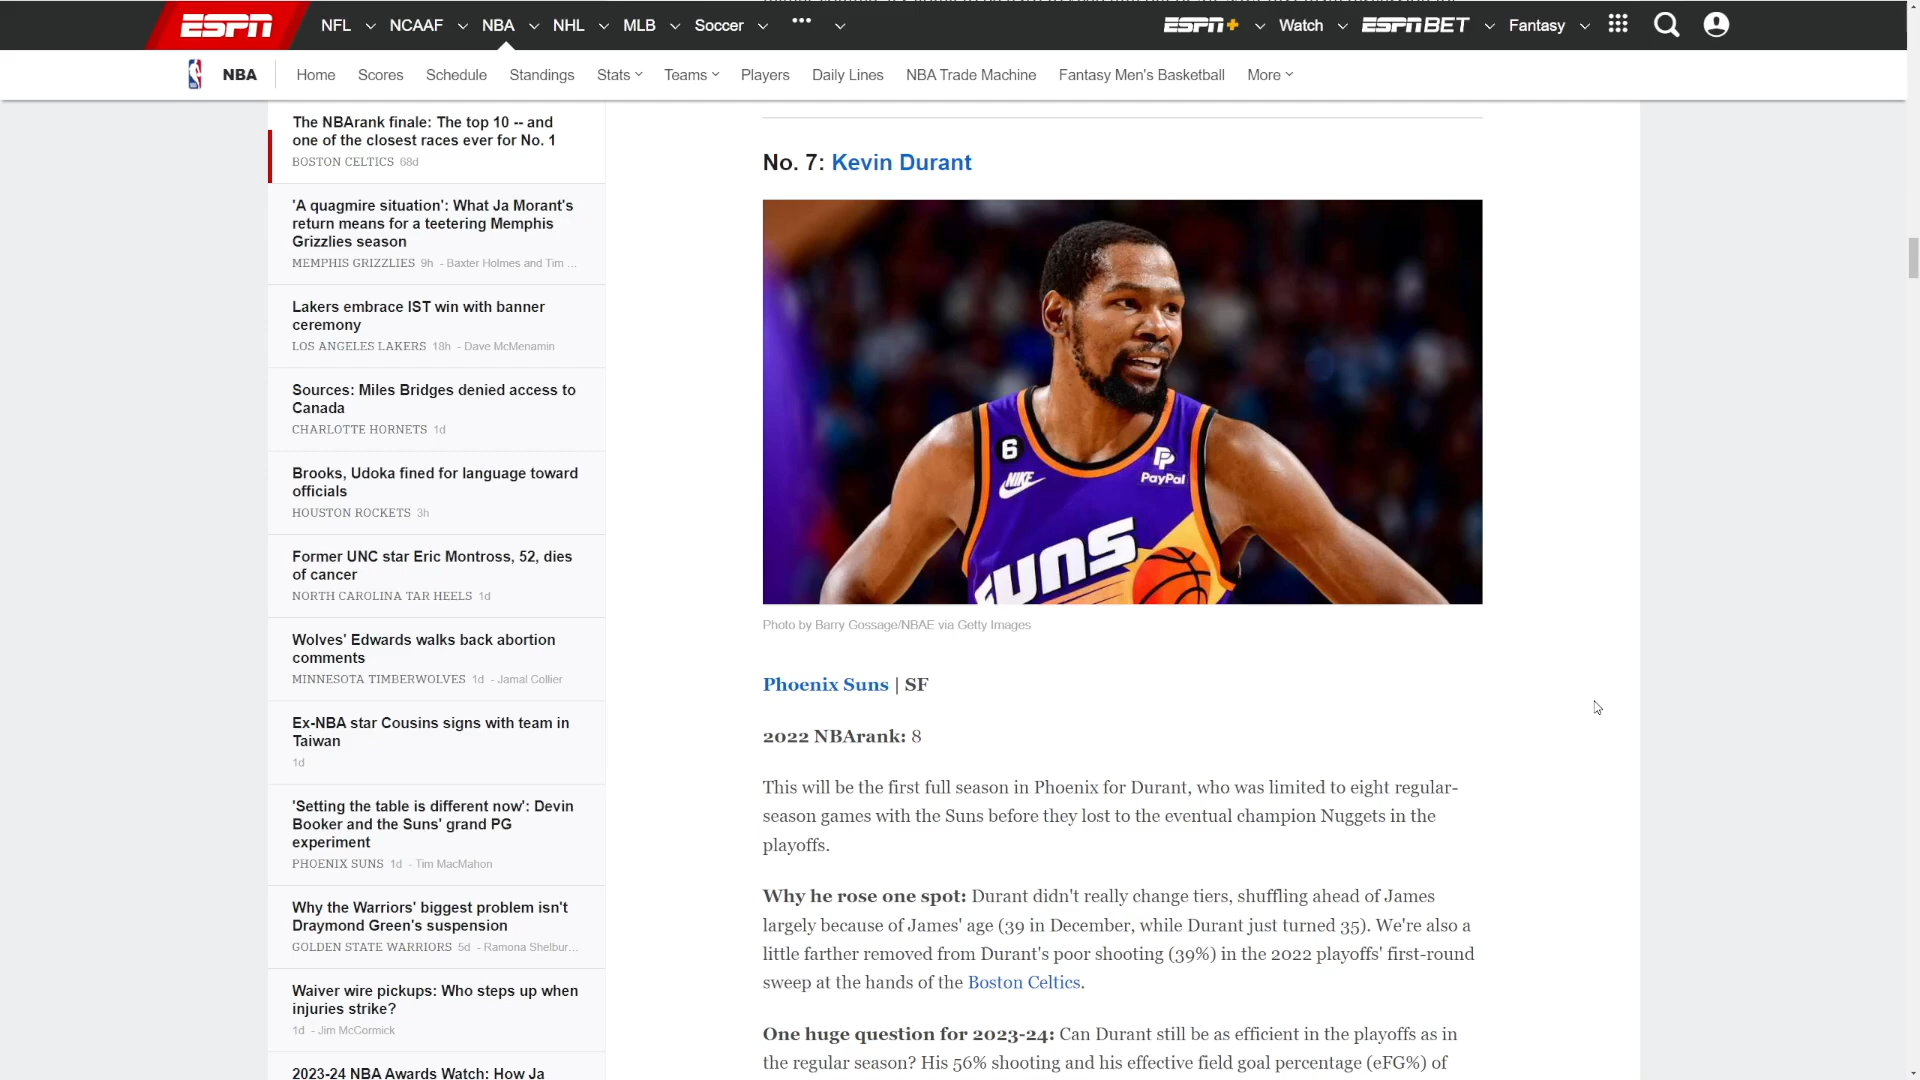 ESPN NFL NCAAF NBA NHL MLB Soccer ••• ESPN+ Watch ESPN BET Fantasy
NBA Home Scores Schedule Standings Stats Teams Players Daily Lines NBA Trade Machine Fantasy Men's Basketball More
The NBArank finale: The top 10 -- and
one of the closest races ever for No. 1
BOSTON CELTICS 68d
'A quagmire situation': What Ja Morant's
return means for a teetering Memphis
Grizzlies season
MEMPHIS GRIZZLIES 9h - Baxter Holmes and Tim ...
Lakers embrace IST win with banner
ceremony
LOS ANGELES LAKERS 18h - Dave McMenamin
Sources: Miles Bridges denied access to
Canada
CHARLOTTE HORNETS 1d
Brooks, Udoka fined for language toward
officials
HOUSTON ROCKETS 3h
Former UNC star Eric Montross, 52, dies
of cancer
NORTH CAROLINA TAR HEELS 1d
Wolves' Edwards walks back abortion
comments
MINNESOTA TIMBERWOLVES 1d - Jamal Collier
Ex-NBA star Cousins signs with team in
Taiwan
1d
'Setting the table is different now': Devin
Booker and the Suns' grand PG
experiment
PHOENIX SUNS 1d - Tim MacMahon
Why the Warriors' biggest problem isn't
Draymond Green's suspension
GOLDEN STATE WARRIORS 5d - Ramona Shelbur...
Waiver wire pickups: Who steps up when
injuries strike?
1d - Jim McCormick
2023-24 NBA Awards Watch: How Ja
No. 7: Kevin Durant
6
NIKE
PayPal
SUNS
Photo by Barry Gossage/NBAE via Getty Images
Phoenix Suns | SF
2022 NBArank: 8
This will be the first full season in Phoenix for Durant, who was limited to eight regular-
season games with the Suns before they lost to the eventual champion Nuggets in the
playoffs.
Why he rose one spot: Durant didn't really change tiers, shuffling ahead of James
largely because of James' age (39 in December, while Durant just turned 35). We're also a
little farther removed from Durant's poor shooting (39%) in the 2022 playoffs' first-round
sweep at the hands of the Boston Celtics.
One huge question for 2023-24: Can Durant still be as efficient in the playoffs as in
the regular season? His 56% shooting and his effective field goal percentage (eFG%) of